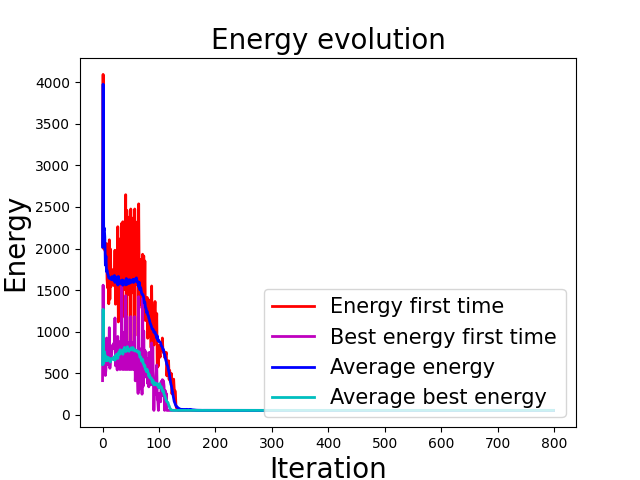 Energy evolution
Energy
4000
3500
3000
2500
2000
1500
1000
500
0
Energy first time
Best energy first time
Average energy
Average best energy
0 100 200 300 400 500 600 700 800
Iteration